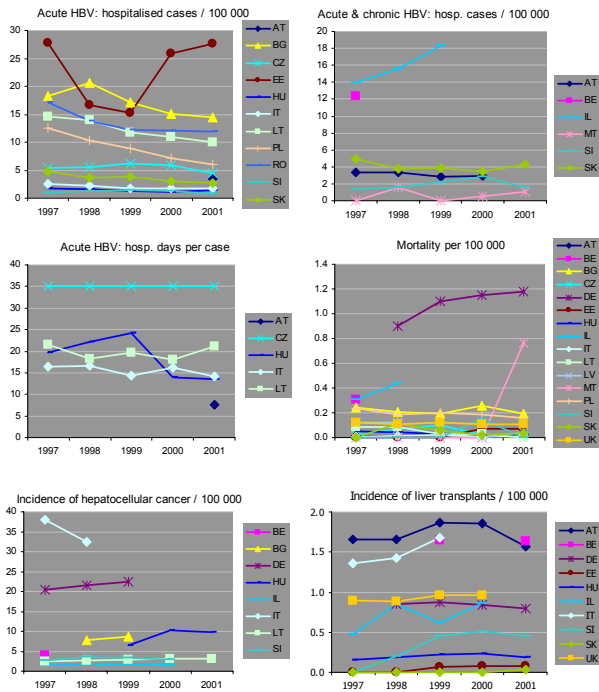 Acute HBV: hospitalised cases / 100 000
30
25
20
15
10
5
0
1997 1998 1999 2000 2001
AT
BG
CZ
EE
HU
IT
LT
PL
RO
SI
SK
Acute & chronic HBV: hosp. cases / 100 000
20
18
16
14
12
10
8
6
4
2
0
1997 1998 1999 2000 2001
AT
BE
IL
MT
SI
SK
Acute HBV: hosp. days per case
40
35
30
25
20
15
10
5
0
1997 1998 1999 2000 2001
AT
CZ
HU
IT
LT
Mortality per 100 000
1.4
1.2
1.0
0.8
0.6
0.4
0.2
0.0
1997 1998 1999 2000 2001
AT
BE
BG
CZ
DE
EE
HU
IL
IT
LT
LV
MT
PL
SI
SK
UK
Incidence of hepatocellular cancer / 100 000
40
35
30
25
20
15
10
5
0
1997 1998 1999 2000 2001
BE
BG
DE
HU
IL
IT
LT
SI
Incidence of liver transplants / 100 000
2.0
1.5
1.0
0.5
0.0
1997 1998 1999 2000 2001
AT
BE
DE
EE
HU
IL
IT
SI
SK
UK